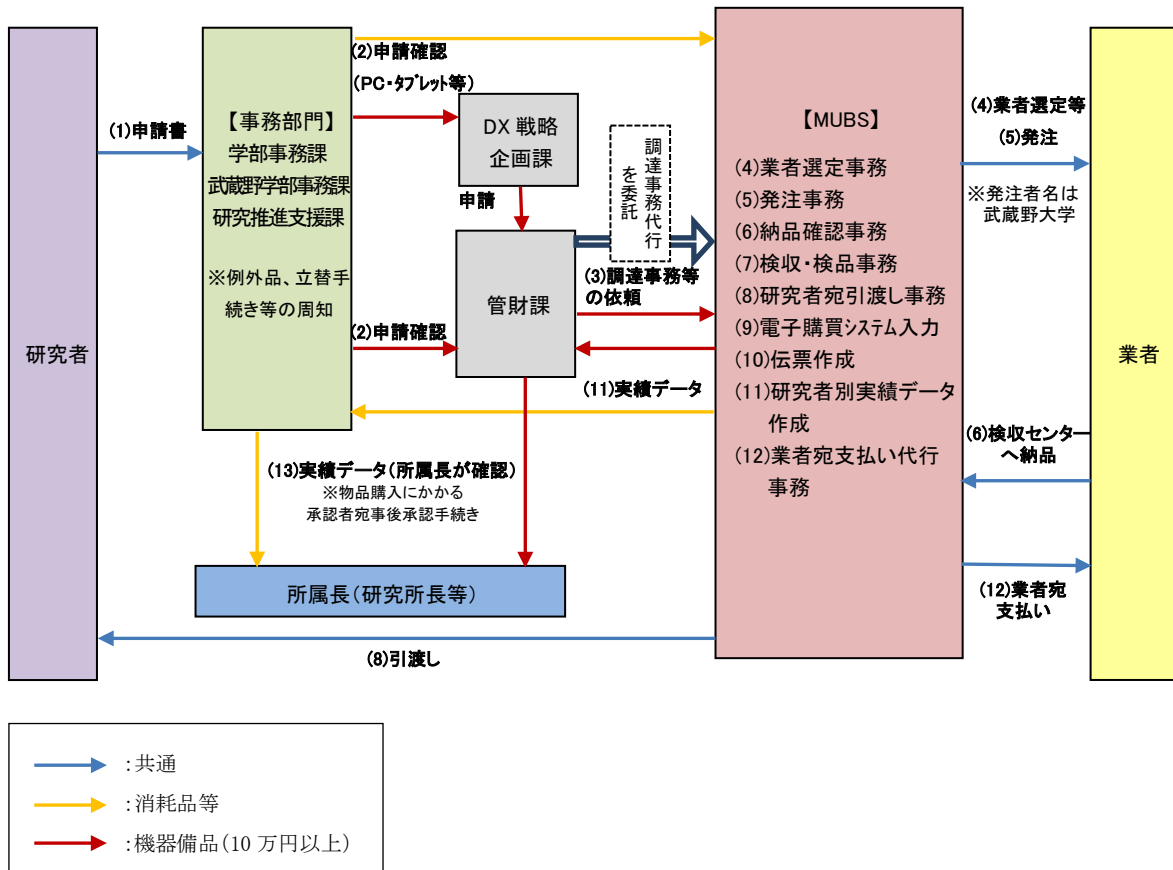 研究者
(1)申請書
【事務部門】
学部事務課
武蔵野学部事務課
研究推進支援課
※例外品、立替手
続き等の周知
(2)申請確認
(PC・タブレット等)
DX 戦略
企画課
申請
管財課
(2)申請確認
調達事務代行
を委託
(3)調達事務等
の依頼
(11)実績データ
(13)実績データ(所属長が確認)
※物品購入にかかる
承認者宛事後承認手続き
所属長(研究所長等)
(8)引渡し
【MUBS】
(4)業者選定事務
(5)発注事務
(6)納品確認事務
(7)検収・検品事務
(8)研究者宛引渡し事務
(9)電子購買システム入力
(10)伝票作成
(11)研究者別実績データ
作成
(12)業者宛支払い代行
事務
(4)業者選定等
(5)発注
※発注者名は
武蔵野大学
(6)検収センター
へ納品
(12)業者宛
支払い
業者
:共通
:消耗品等
:機器備品(10 万円以上)